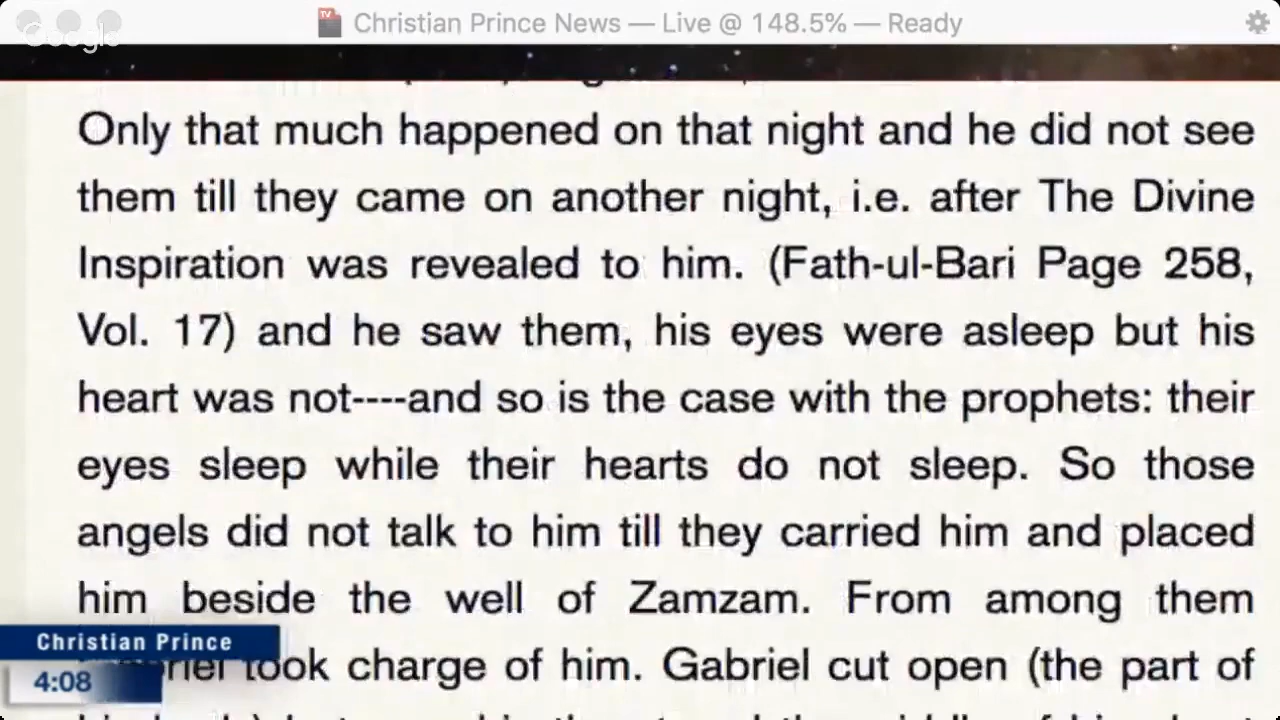 Christian Prince News — Live @ 148.5% — Ready
Google
Only that much happened on that night and he did not see
them till they came on another night, i.e. after The Divine
Inspiration was revealed to him. (Fath-ul-Bari Page 258,
Vol. 17) and he saw them, his eyes were asleep but his
heart was not----and so is the case with the prophets: their
eyes sleep while their hearts do not sleep. So those
angels did not talk to him till they carried him and placed
him beside the well of Zamzam. From among them
took charge of him. Gabriel cut open (the part of
Christian Prince
4:08